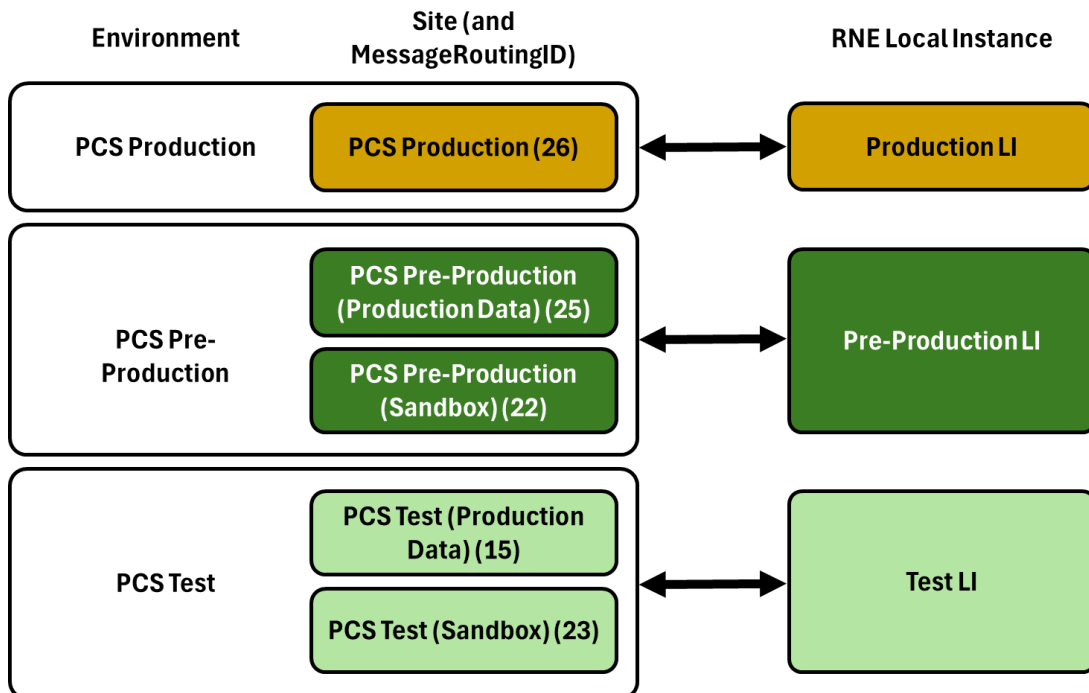 Environment
Site (and
MessageRoutingID)
RNE Local Instance
PCS Production
PCS Production (26)
Production LI
PCS Pre-
Production
PCS Pre-Production
(Production Data) (25)
PCS Pre-Production
(Sandbox) (22)
Pre-Production LI
PCS Test
PCS Test (Production
Data) (15)
PCS Test (Sandbox) (23)
Test LI